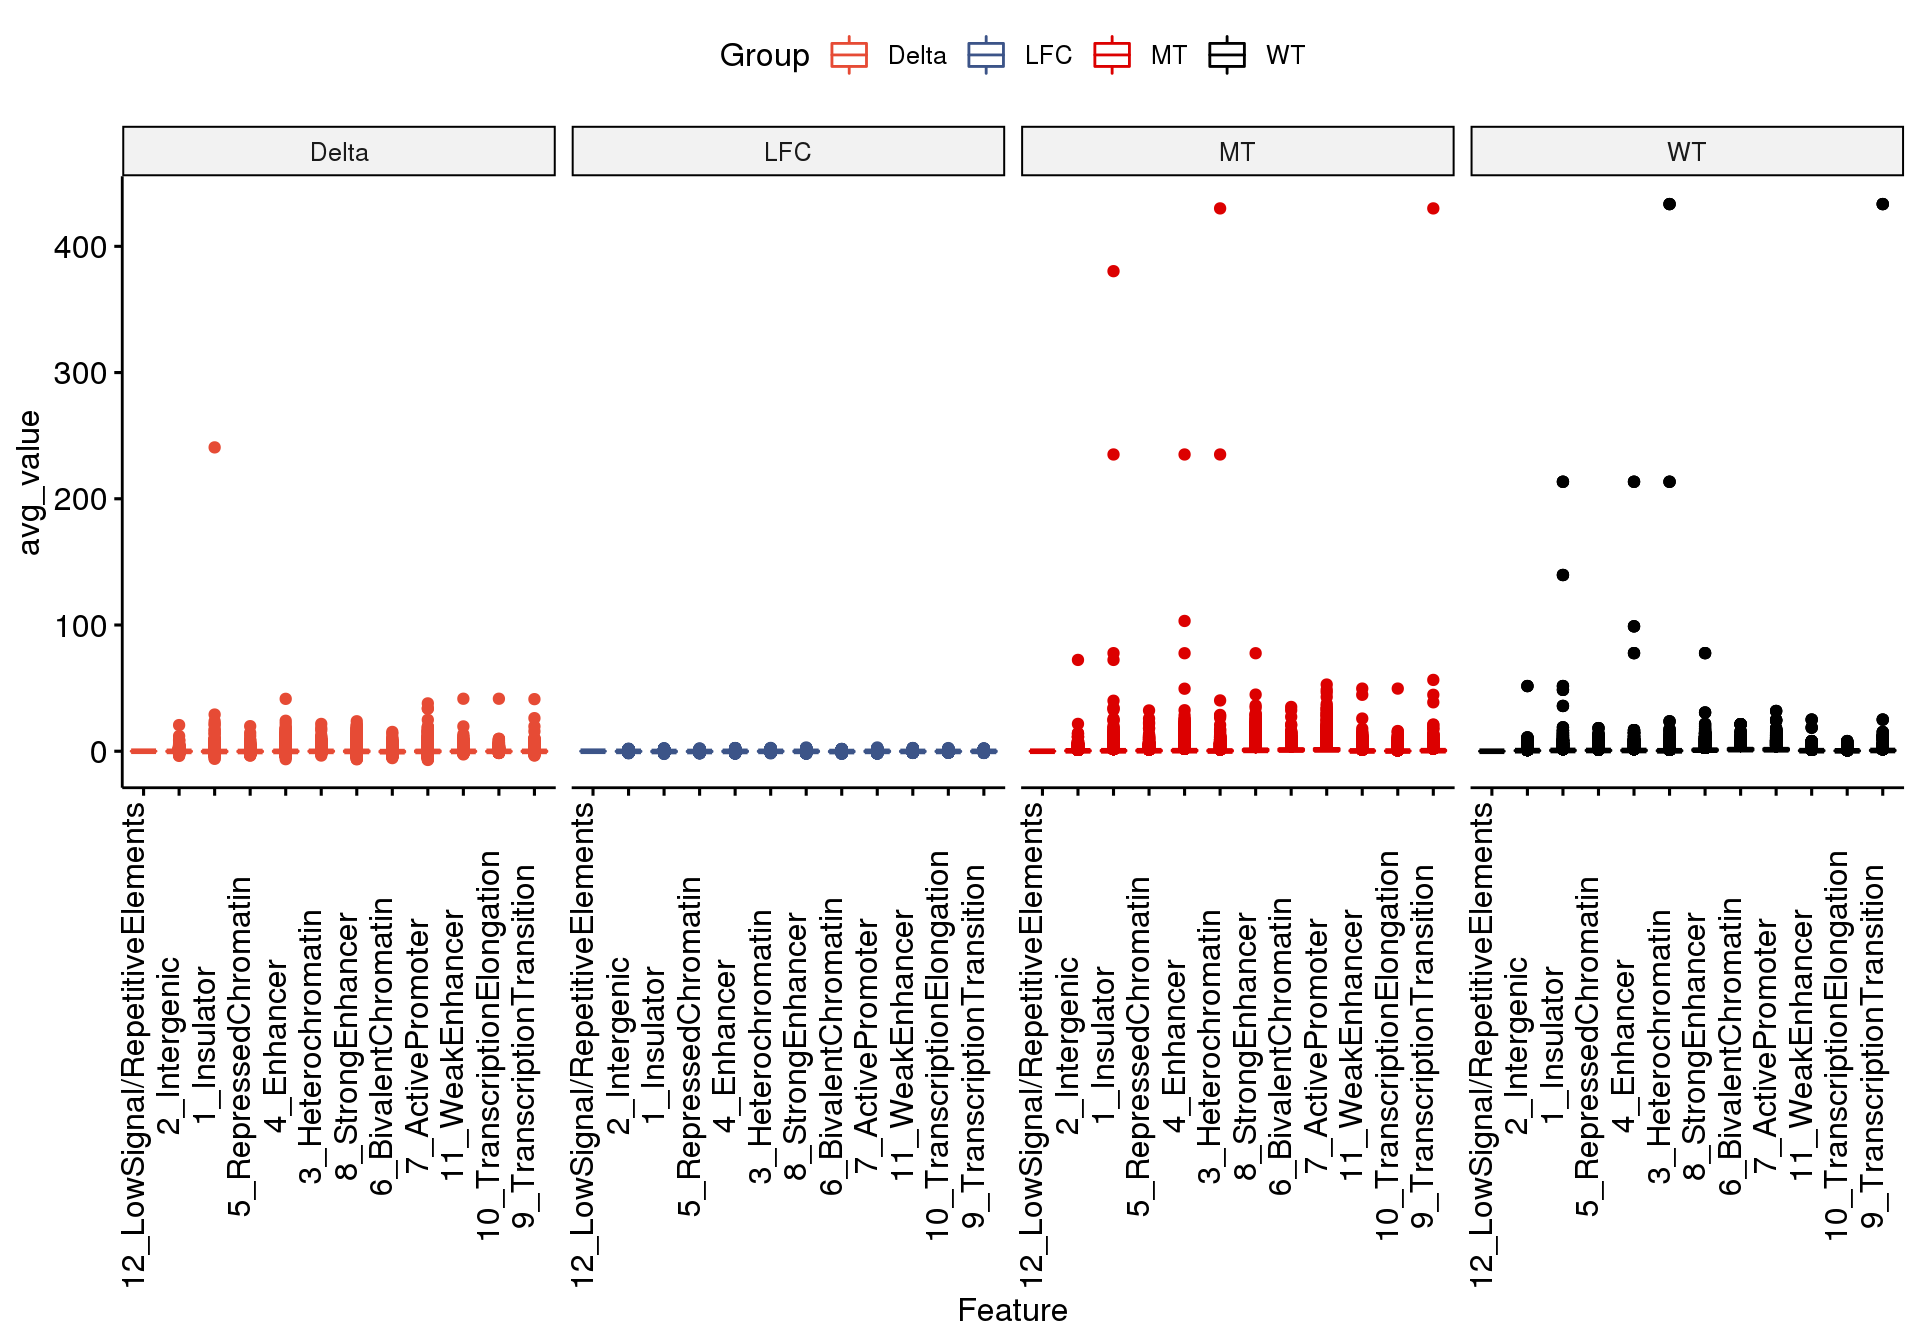 Group Delta LFC MT WT
Delta LFC MT WT
avg_value
400
300
200
100
0
12_LowSignal/RepetitiveElements
2_Intergenic
1_Insulator
5_RepressedChromatin
4_Enhancer
3_Heterochromatin
8_StrongEnhancer
6_BivalentChromatin
7_ActivePromoter
11_WeakEnhancer
10_TranscriptionElongation
9_TranscriptionTransition
12_LowSignal/RepetitiveElements
2_Intergenic
1_Insulator
5_RepressedChromatin
4_Enhancer
3_Heterochromatin
8_StrongEnhancer
6_BivalentChromatin
7_ActivePromoter
11_WeakEnhancer
10_TranscriptionElongation
9_TranscriptionTransition
12_LowSignal/RepetitiveElements
2_Intergenic
1_Insulator
5_RepressedChromatin
4_Enhancer
3_Heterochromatin
8_StrongEnhancer
6_BivalentChromatin
7_ActivePromoter
11_WeakEnhancer
10_TranscriptionElongation
9_TranscriptionTransition
12_LowSignal/RepetitiveElements
2_Intergenic
1_Insulator
5_RepressedChromatin
4_Enhancer
3_Heterochromatin
8_StrongEnhancer
6_BivalentChromatin
7_ActivePromoter
11_WeakEnhancer
10_TranscriptionElongation
9_TranscriptionTransition
Feature